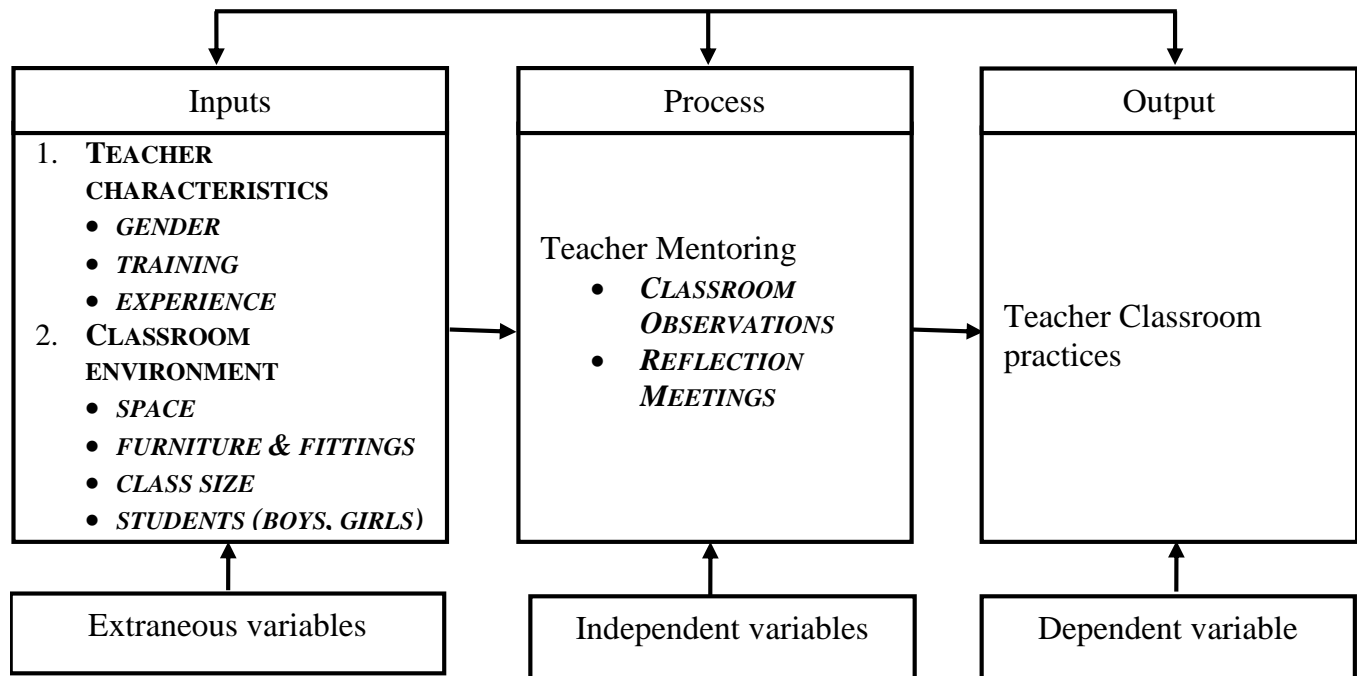 Inputs
1. TEACHER
CHARACTERISTICS
• GENDER
• TRAINING
• EXPERIENCE
2. CLASSROOM
ENVIRONMENT
• SPACE
• FURNITURE & FITTINGS
• CLASS SIZE
• STUDENTS (BOYS, GIRLS)
Process
Teacher Mentoring
• CLASSROOM
OBSERVATIONS
• REFLECTION
MEETINGS
Output
Teacher Classroom
practices
Extraneous variables
Independent variables
Dependent variable